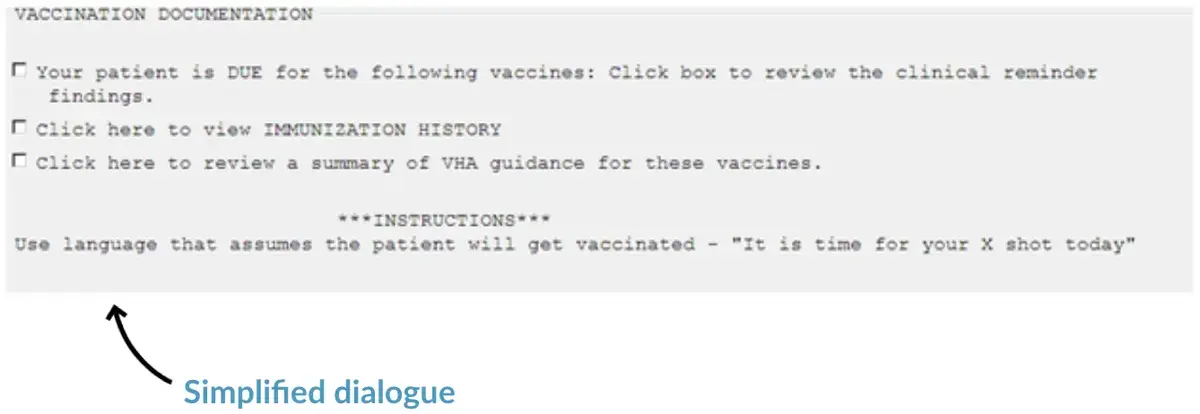 VACCINATION DOCUMENTATION
Your patient is DUE for the following vaccines: Click box to review the clinical reminder
findings.
Click here to view IMMUNIZATION HISTORY
Click here to review a summary of VHA guidance for these vaccines.
***INSTRUCTIONS***
Use language that assumes the patient will get vaccinated - "It is time for your X shot today"
Simplified dialogue